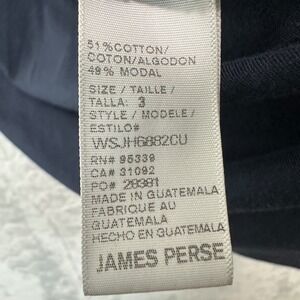 51%COTTON/
COTON/ALGODON
49% MODAL
SIZE / TAILLE /
TALLA: 3
STYLE / MODELE /
ESTILO#
WSJH6882CU
RN# 95339
CA# 31092
PO# 28381
MADE IN GUATEMALA
FABRIQUE AU
GUATEMALA
HECHO EN GUATEMALA
JAMES PERSE